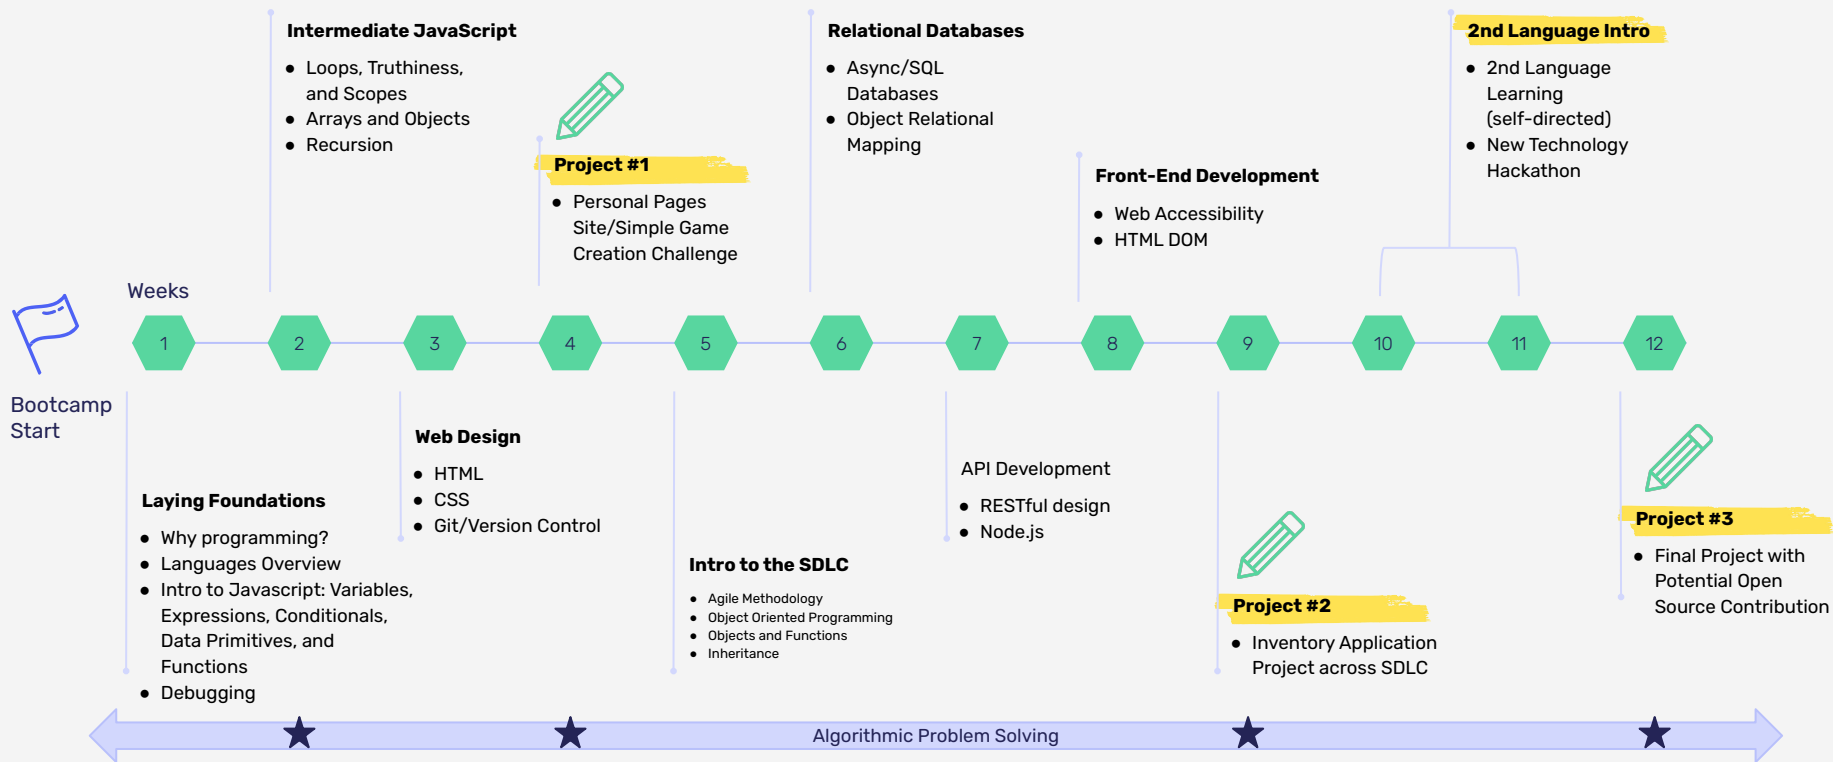 Intermediate JavaScript
● Loops, Truthiness,
and Scopes
● Arrays and Objects
● Recursion
Project #1
● Personal Pages
Site/Simple Game
Creation Challenge
Relational Databases
● Async/SQL
Databases
● Object Relational
Mapping
Front-End Development
● Web Accessibility
● HTML DOM
2nd Language Intro
● 2nd Language
Learning
(self-directed)
● New Technology
Hackathon
Weeks
1 2 3 4 5 6 7 8 9 10 11 12
Bootcamp
Start
Laying Foundations
● Why programming?
● Languages Overview
● Intro to Javascript: Variables,
Expressions, Conditionals,
Data Primitives, and
Functions
● Debugging
Web Design
● HTML
● CSS
● Git/Version Control
Intro to the SDLC
● Agile Methodology
● Object Oriented Programming
● Objects and Functions
● Inheritance
API Development
● RESTful design
● Node.js
Project #2
● Inventory Application
Project across SDLC
Project #3
● Final Project with
Potential Open
Source Contribution
Algorithmic Problem Solving